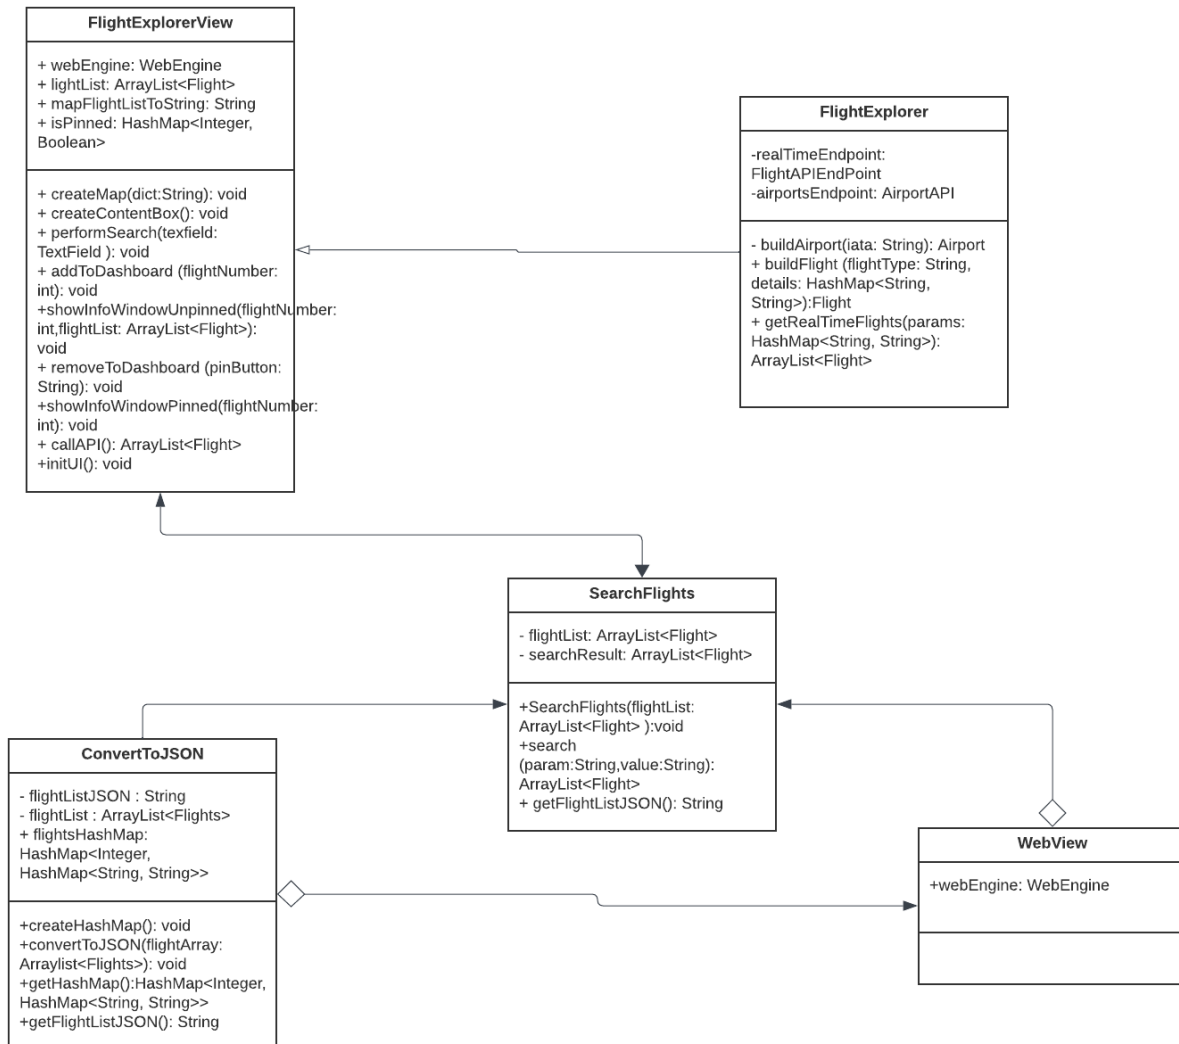 FlightExplorerView
+ webEngine: WebEngine
+ lightList: ArrayList<Flight>
+ mapFlightListToString: String
+ isPinned: HashMap<Integer,
Boolean>
+ createMap(dict:String): void
+ createContentBox(): void
+ performSearch(texfield:
TextField ): void
+ addToDashboard (flightNumber:
int): void
+showInfoWindowUnpinned(flightNumber:
int,flightList: ArrayList<Flight>):
void
+ removeToDashboard (pinButton:
String): void
+showInfoWindowPinned(flightNumber:
int): void
+ callAPI(): ArrayList<Flight>
+initUI(): void
FlightExplorer
-realTimeEndpoint:
FlightAPIEndPoint
-airportsEndpoint: AirportAPI
- buildAirport(iata: String): Airport
+ buildFlight (flightType: String,
details: HashMap<String,
String>):Flight
+ getRealTimeFlights(params:
HashMap<String, String>):
ArrayList<Flight>
SearchFlights
- flightList: ArrayList<Flight>
- searchResult: ArrayList<Flight>
+SearchFlights(flightList:
ArrayList<Flight> ):void
+search
(param:String,value:String):
ArrayList<Flight>
+ getFlightListJSON(): String
ConvertToJSON
- flightListJSON : String
- flightList : ArrayList<Flights>
+ flightsHashMap:
HashMap<Integer,
HashMap<String, String>>
+createHashMap(): void
+convertToJSON(flightArray:
Arraylist<Flights>): void
+getHashMap():HashMap<Integer,
HashMap<String, String>>
+getFlightListJSON(): String
WebView
+webEngine: WebEngine